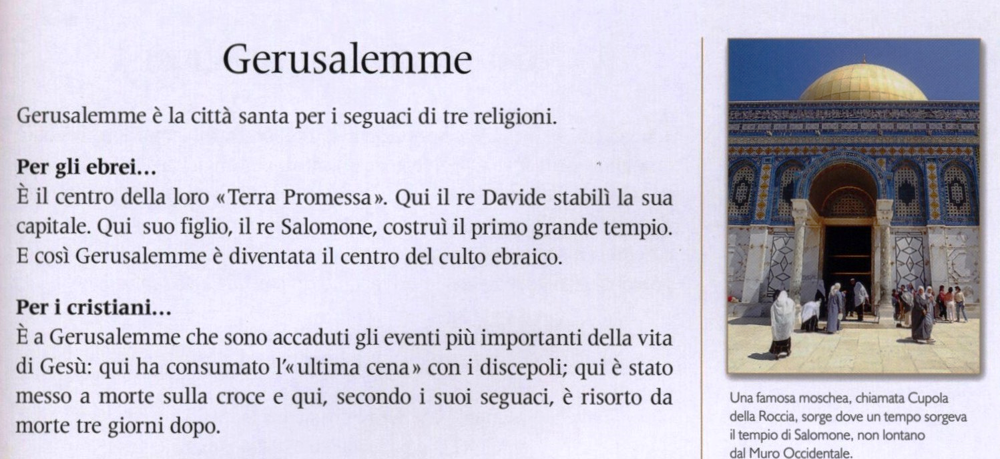 Gerusalemme
Gerusalemme è la città santa per i seguaci di tre religioni.
Per gli ebrei...
È il centro della loro «Terra Promessa». Qui il re Davide stabilì la sua
capitale. Qui suo figlio, il re Salomone, costruì il primo grande tempio.
E così Gerusalemme è diventata il centro del culto ebraico.
Per i cristiani...
È a Gerusalemme che sono accaduti gli eventi più importanti della vita
di Gesù: qui ha consumato l'«ultima cena» con i discepoli; qui è stato
messo a morte sulla croce e qui, secondo i suoi seguaci, è risorto da
morte tre giorni dopo.
Una famosa moschea, chiamata Cupola
della Roccia, sorge dove un tempo sorgeva
il tempio di Salomone, non lontano
dal Muro Occidentale.